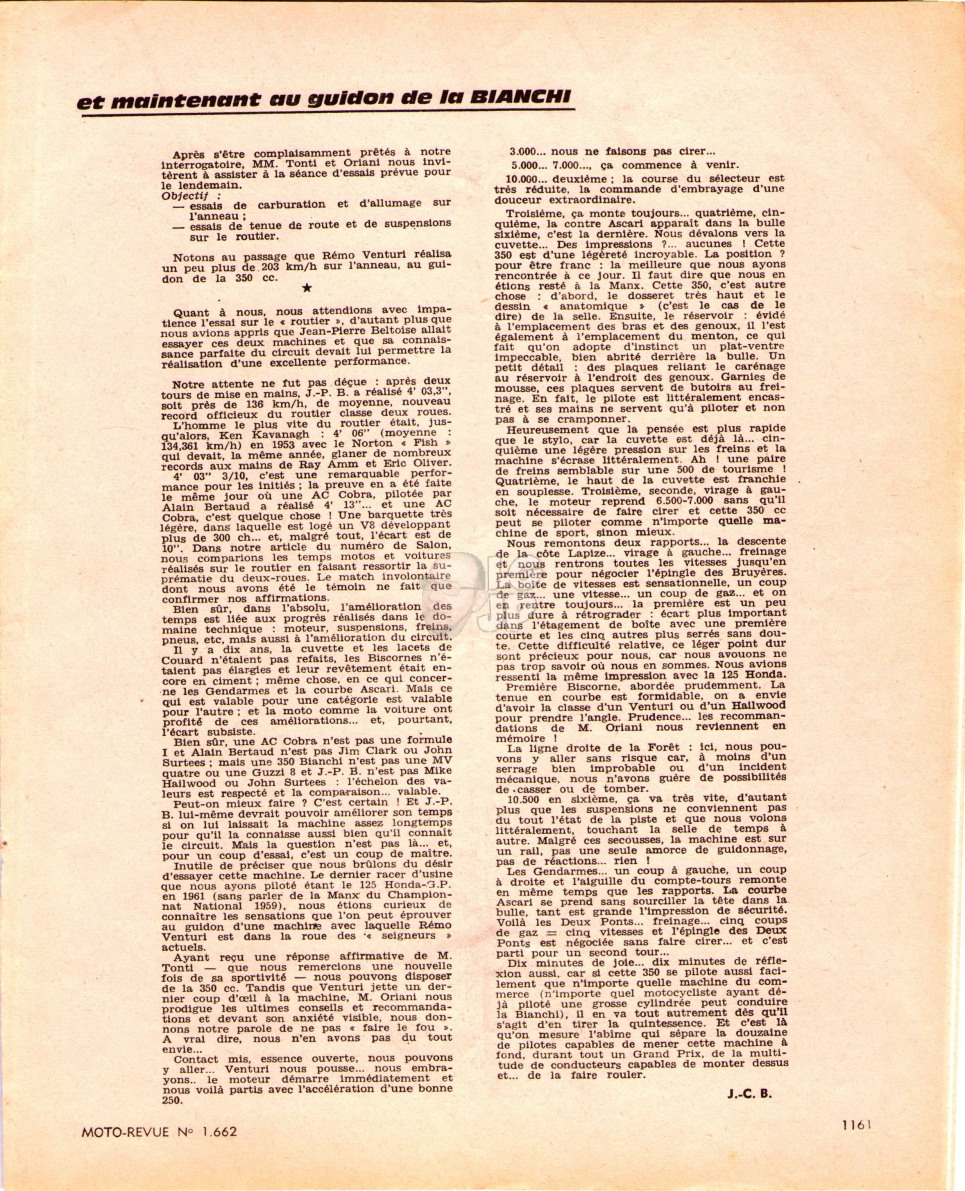 et maintenant au guidon de la BIANCHI
Après s'être complaisamment prêtés à notre
interrogatoire, MM. Tonti et Oriani nous invi-
tèrent à assister à la séance d'essais prévue pour
le lendemain.
Objectif :
— essais de carburation et d'allumage sur
l'anneau ;
— essais de tenue de route et de suspensions
sur le routier.
Notons au passage que Rémo Venturi réalisa
un peu plus de 203 km/h sur l'anneau, au gui-
don de la 350 cc.
★
Quant à nous, nous attendions avec impa-
tience l'essai sur le « routier », d'autant plus que
nous avions appris que Jean-Pierre Beltoise allait
essayer ces deux machines et que sa connais-
sance parfaite du circuit devait lui permettre la
réalisation d'une excellente performance.
Notre attente ne fut pas déçue : après deux
tours de mise en mains, J.-P. B. a réalisé 4' 03,3",
soit près de 136 km/h, de moyenne, nouveau
record officieux du routier classe deux roues.
L'homme le plus vite du routier était, jus-
qu'alors, Ken Kavanagh : 4' 06" (moyenne :
134,361 km/h) en 1953 avec le Norton « Fish »
qui devait, la même année, glaner de nombreux
records aux mains de Ray Amm et Eric Oliver.
4' 03" 3/10, c'est une remarquable perfor-
mance pour les initiés ; la preuve en a été faite
le même jour où une AC Cobra, pilotée par
Alain Bertaud a réalisé 4' 13"... et une AC
Cobra, c'est quelque chose ! Une barquette très
légère, dans laquelle est logé un V8 développant
plus de 300 ch... et, malgré tout, l'écart est de
10". Dans notre article du numéro de Salon,
nous comparions les temps motos et voitures
réalisés sur le routier en faisant ressortir la su-
prématie du deux-roues. Le match involontaire
dont nous avons été le témoin ne fait que
confirmer nos affirmations.
Bien sûr, dans l'absolu, l'amélioration des
temps est liée aux progrès réalisés dans le do-
maine technique : moteur, suspensions, freins,
pneus, etc, mais aussi à l'amélioration du circuit.
Il y a dix ans, la cuvette et les lacets de
Couard n'étaient pas refaits, les Biscornes n'é-
taient pas élargies et leur revêtement était en-
core en ciment ; même chose, en ce qui concer-
ne les Gendarmes et la courbe Ascari. Mais ce
qui est valable pour une catégorie est valable
pour l'autre ; et la moto comme la voiture ont
profité de ces améliorations... et, pourtant,
l'écart subsiste.
Bien sûr, une AC Cobra n'est pas une formule
I et Alain Bertaud n'est pas Jim Clark ou John
Surtees ; mais une 350 Bianchi n'est pas une MV
quatre ou une Guzzi 8 et J.-P. B. n'est pas Mike
Hailwood ou John Surtees : l'échelon des va-
leurs est respecté et la comparaison... valable.
Peut-on mieux faire ? C'est certain ! Et J.-P.
B. lui-même devrait pouvoir améliorer son temps
si on lui laissait la machine assez longtemps
pour qu'il la connaisse aussi bien qu'il connaît
le circuit. Mais la question n'est pas là... et,
pour un coup d'essai, c'est un coup de maître.
Inutile de préciser que nous brûlons du désir
d'essayer cette machine. Le dernier racer d'usine
que nous ayons piloté étant le 125 Honda-G.P.
en 1961 (sans parler de la Manx du Champion-
nat National 1959), nous étions curieux de
connaître les sensations que l'on peut éprouver
au guidon d'une machine avec laquelle Rémo
Venturi est dans la roue des « seigneurs »
actuels.
Ayant reçu une réponse affirmative de M.
Tonti — que nous remercions une nouvelle
fois de sa sportivité — nous pouvons disposer
de la 350 cc. Tandis que Venturi jette un der-
nier coup d'œil à la machine, M. Oriani nous
prodigue les ultimes conseils et recommanda-
tions et devant son anxiété visible, nous don-
nons notre parole de ne pas « faire le fou ».
A vrai dire, nous n'en avons pas du tout
envie...
Contact mis, essence ouverte, nous pouvons
y aller... Venturi nous pousse... nous embra-
yons.. le moteur démarre immédiatement et
nous voilà partis avec l'accélération d'une bonne
250.
3.000... nous ne faisons pas cirer...
5.000... 7.000..., ça commence à venir.
10.000... deuxième ; la course du sélecteur est
très réduite, la commande d'embrayage d'une
douceur extraordinaire.
Troisième, ça monte toujours... quatrième, cin-
quième, la contre Ascari apparaît dans la bulle
sixième, c'est la dernière. Nous dévalons vers la
cuvette... Des impressions ?... aucunes ! Cette
350 est d'une légèreté incroyable. La position ?
pour être franc : la meilleure que nous ayons
rencontrée à ce jour. Il faut dire que nous en
étions resté à la Manx. Cette 350, c'est autre
chose : d'abord, le dosseret très haut et le
dessin « anatomique » (c'est le cas de le
dire) de la selle. Ensuite, le réservoir : évidé
à l'emplacement des bras et des genoux, il l'est
également à l'emplacement du menton, ce qui
fait qu'on adopte d'instinct un plat-ventre
impeccable, bien abrité derrière la bulle. Un
petit détail : des plaques reliant le carénage
au réservoir à l'endroit des genoux. Garnies de
mousse, ces plaques servent de butoirs au frei-
nage. En fait, le pilote est littéralement encas-
tré et ses mains ne servent qu'à piloter et non
pas à se cramponner.
Heureusement que la pensée est plus rapide
que le stylo, car la cuvette est déjà là... cin-
quième une légère pression sur les freins et la
machine s'écrase littéralement. Ah ! une paire
de freins semblable sur une 500 de tourisme !
Quatrième, le haut de la cuvette est franchie
en souplesse. Troisième, seconde, virage à gau-
che, le moteur reprend 6.500-7.000 sans qu'il
soit nécessaire de faire cirer et cette 350 cc
peut se piloter comme n'importe quelle ma-
chine de sport, sinon mieux.
Nous remontons deux rapports... la descente
de la côte Lapize... virage à gauche... freinage
et nous rentrons toutes les vitesses jusqu'en
première pour négocier l'épingle des Bruyères.
La boîte de vitesses est sensationnelle, un coup
de gaz... une vitesse... un coup de gaz... et on
en rentre toujours... la première est un peu
plus dure à rétrograder : écart plus important
dans l'étagement de boîte avec une première
courte et les cinq autres plus serrés sans dou-
te. Cette difficulté relative, ce léger point dur
sont précieux pour nous, car nous avouons ne
pas trop savoir où nous en sommes. Nous avions
ressenti la même impression avec la 125 Honda.
Première Biscorne, abordée prudemment. La
tenue en courbe est formidable, on a envie
d'avoir la classe d'un Venturi ou d'un Hailwood
pour prendre l'angle. Prudence... les recomman-
dations de M. Oriani nous reviennent en
mémoire !
La ligne droite de la Forêt : ici, nous pou-
vons y aller sans risque car, à moins d'un
serrage bien improbable ou d'un incident
mécanique, nous n'avons guère de possibilités
de casser ou de tomber.
10.500 en sixième, ça va très vite, d'autant
plus que les suspensions ne conviennent pas
du tout l'état de la piste et que nous volons
littéralement, touchant la selle de temps à
autre. Malgré ces secousses, la machine est sur
un rail, pas une seule amorce de guidonnage,
pas de réactions... rien !
Les Gendarmes... un coup à gauche, un coup
à droite et l'aiguille du compte-tours remonte
en même temps que les rapports. La courbe
Ascari se prend sans sourciller la tête dans la
bulle, tant est grande l'impression de sécurité.
Voilà les Deux Ponts... freinage... cinq coups
de gaz = cinq vitesses et l'épingle des Deux
Ponts est négociée sans faire cirer... et c'est
parti pour un second tour...
Dix minutes de joie... dix minutes de réfle-
xion aussi, car si cette 350 se pilote aussi faci-
lement que n'importe quelle machine du com-
merce (n'importe quel motocycliste ayant dé-
jà piloté une grosse cylindrée peut conduire
la Bianchi), il en va tout autrement dès qu'il
s'agit d'en tirer la quintessence. Et c'est là
qu'on mesure l'abîme qui sépare la douzaine
de pilotes capables de mener cette machine à
fond, durant tout un Grand Prix, de la multi-
tude de conducteurs capables de monter dessus
et... de la faire rouler.
J.-C. B.
MOTO-REVUE No 1.662
1161